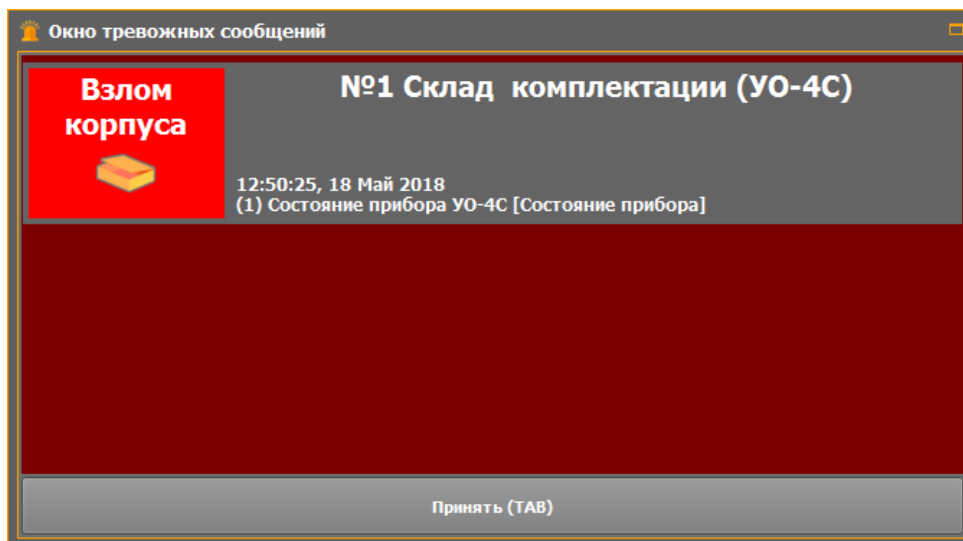 Окно тревожных сообщений
Взлом
корпуса
№1 Склад комплектации (УО-4С)
12:50:25, 18 Май 2018
(1) Состояние прибора УО-4С [Состояние прибора]
Принять (TAB)